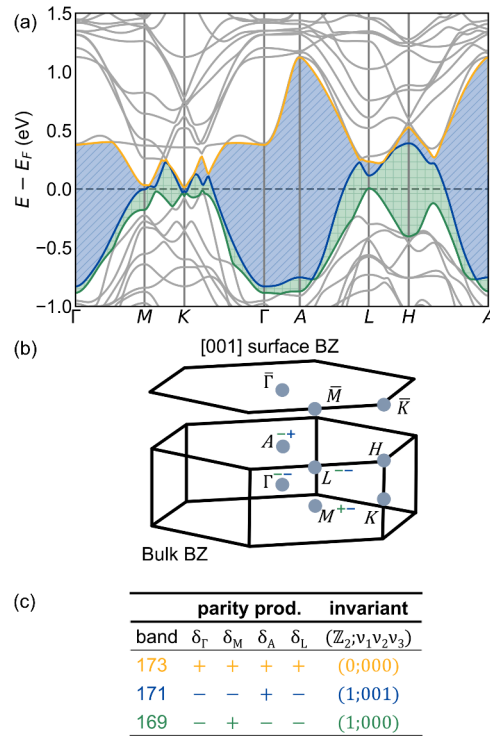 (a)
1.5
1.0
0.5
0.0
−0.5
−1.0
E − E_F (eV)
Γ M K Γ A L H A
(b)
[001] surface BZ
Γ̄
M̄
K̄
A⁻⁺
H
L⁻⁻
Γ⁻⁻
M⁺⁻
K
Bulk BZ
(c)
parity prod. invariant
band δ_Γ δ_M δ_A δ_L (ℤ₂;ν₁ν₂ν₃)
173 + + + + (0;000)
171 − − + − (1;001)
169 − + − − (1;000)